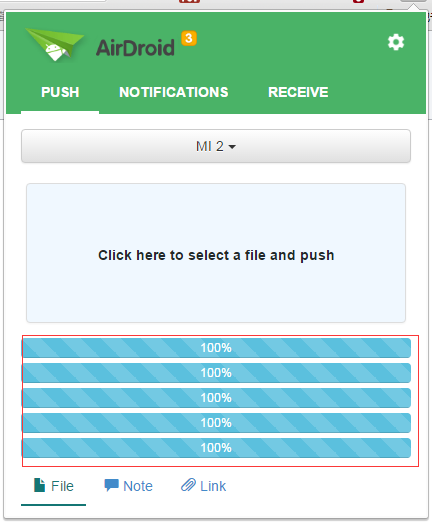 AirDroid 3
PUSH NOTIFICATIONS RECEIVE
MI 2
Click here to select a file and push
100%
100%
100%
100%
100%
File Note Link